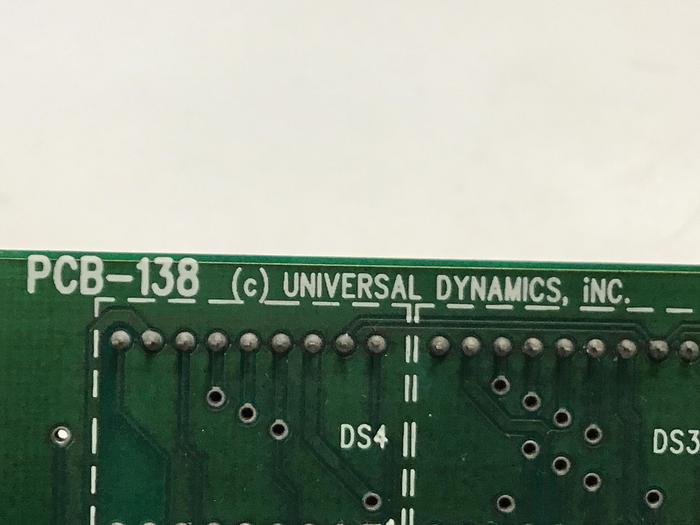 PCB-138 (c) UNIVERSAL DYNAMICS, iNC.
DS4 DS3